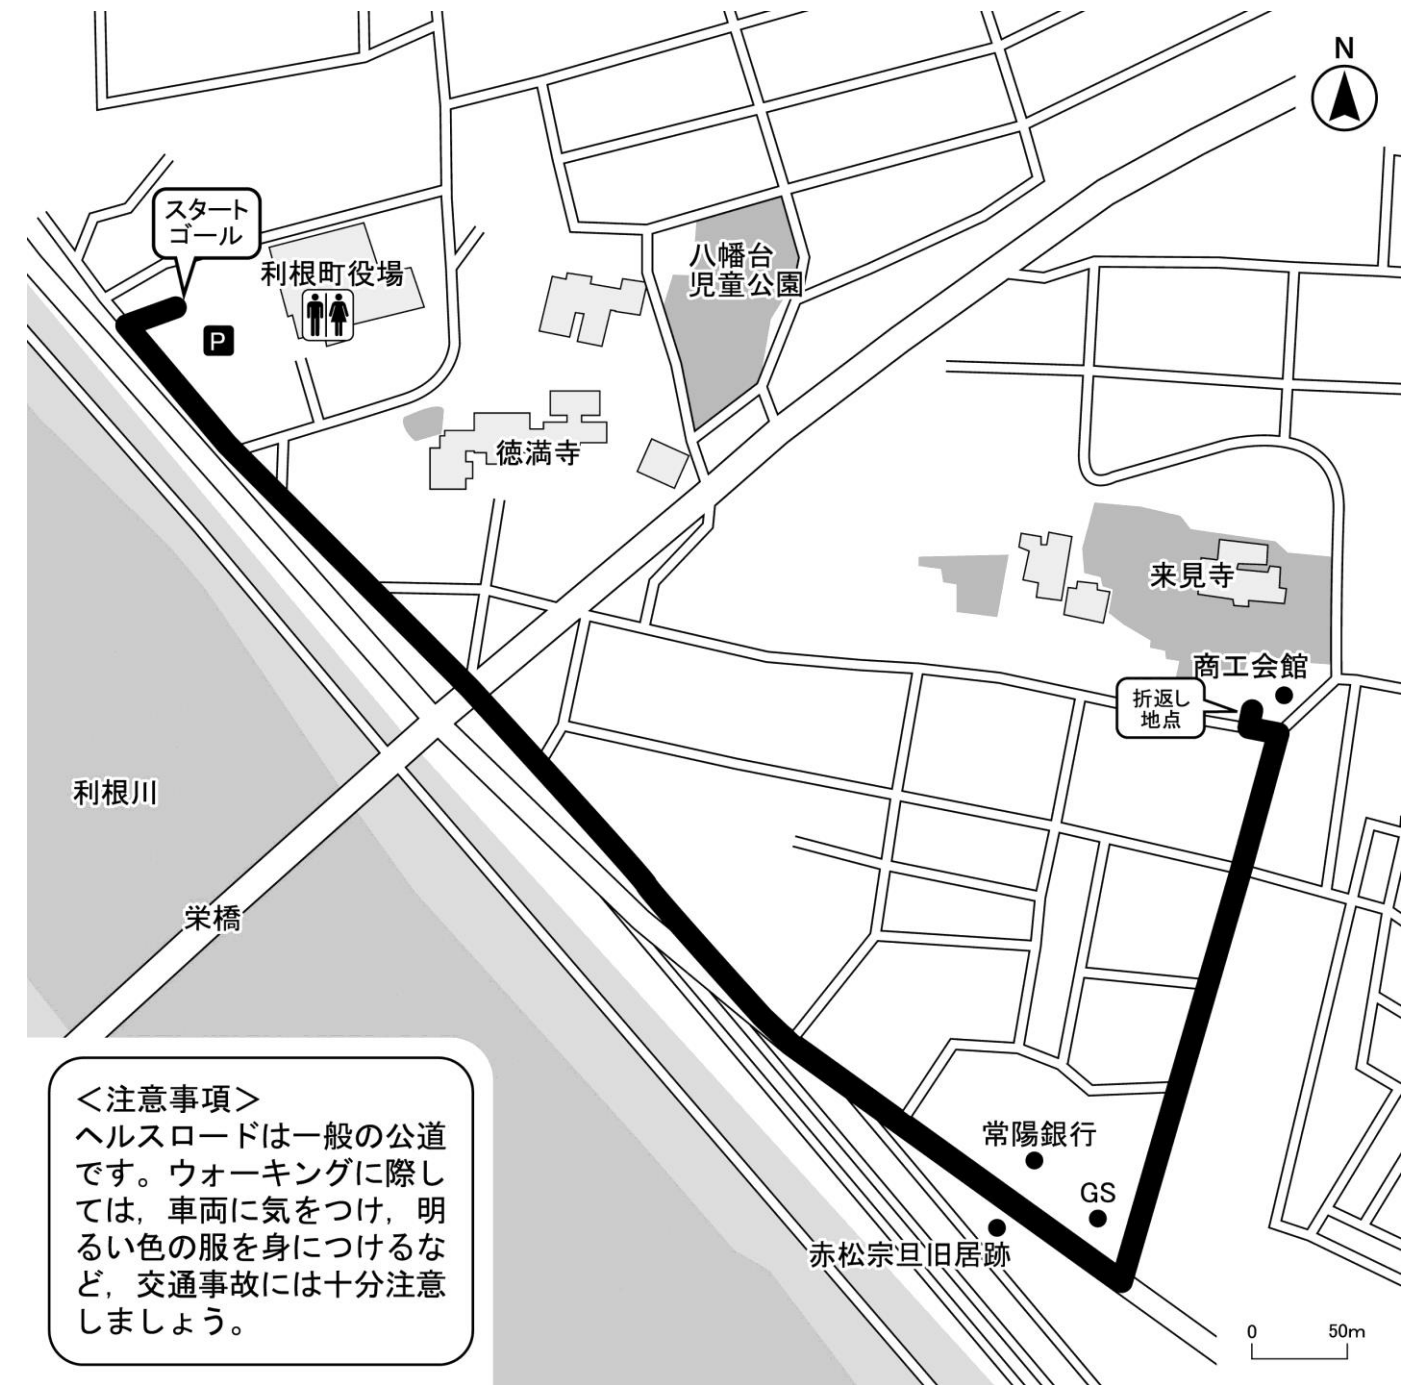 N
スタート
ゴール
利根町役場
P
八幡台
児童公園
徳満寺
来見寺
商工会館
折返し
地点
利根川
栄橋
常陽銀行
GS
赤松宗旦旧居跡
＜注意事項＞
ヘルスロードは一般の公道
です。ウォーキングに際し
ては，車両に気をつけ，明
るい色の服を身につけるな
ど，交通事故には十分注意
しましょう。
0 50m